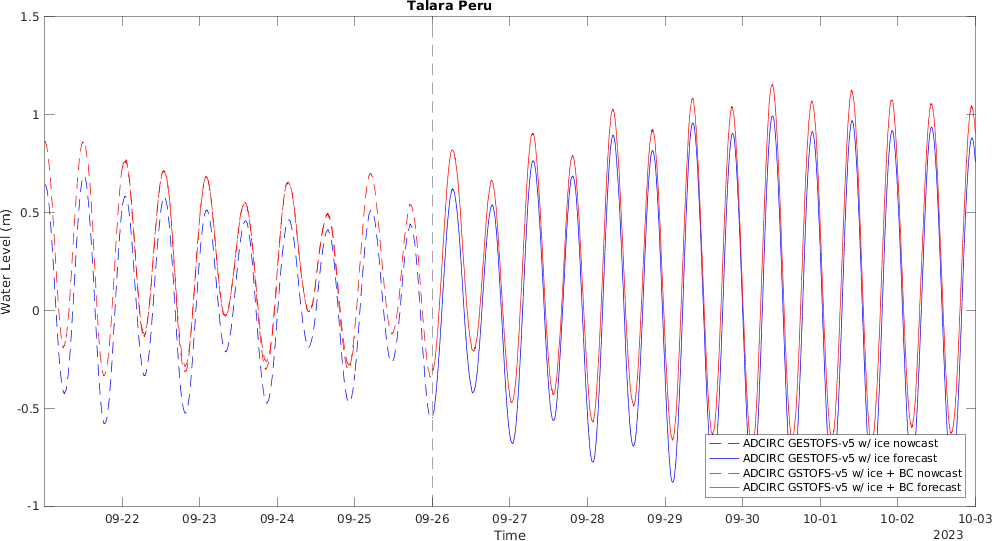 Talara Peru
Water Level (m)
1.5
1
0.5
0
-0.5
-1
09-22
09-23
09-24
09-25
09-26
09-27
09-28
09-29
09-30
10-01
10-02
10-03
Time
2023
ADCIRC GESTOFS-v5 w/ ice nowcast
ADCIRC GESTOFS-v5 w/ ice forecast
ADCIRC GSTOFS-v5 w/ ice + BC nowcast
ADCIRC GSTOFS-v5 w/ ice + BC forecast